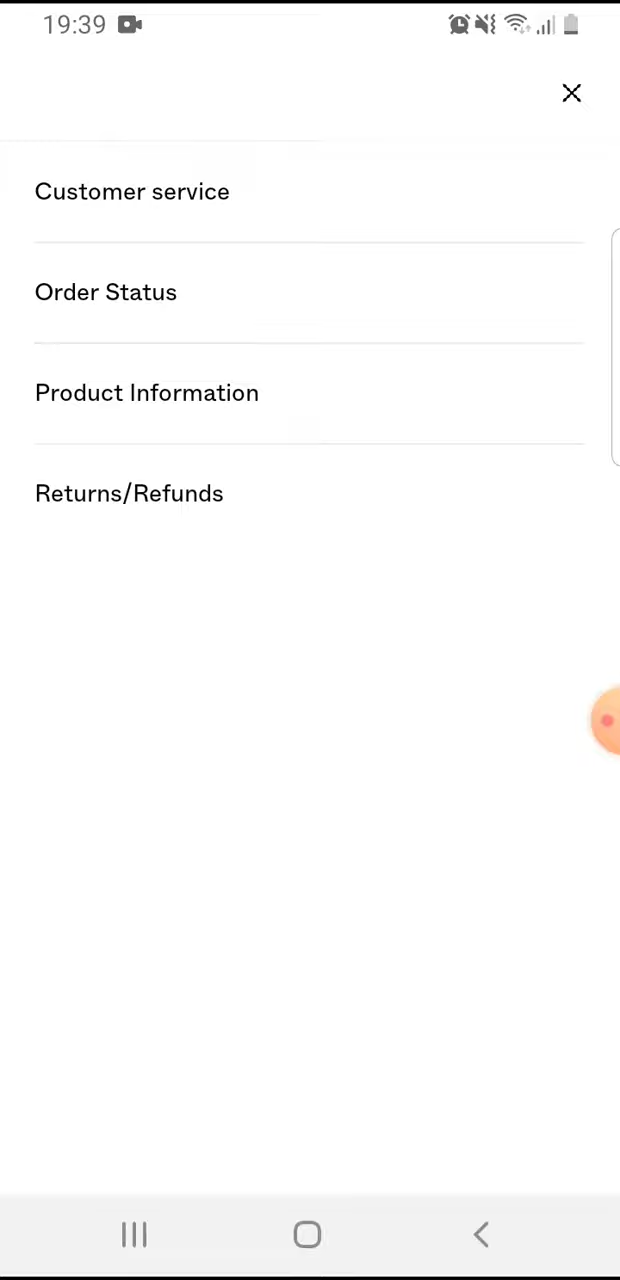 19:39
Customer service
Order Status
Product Information
Returns/Refunds